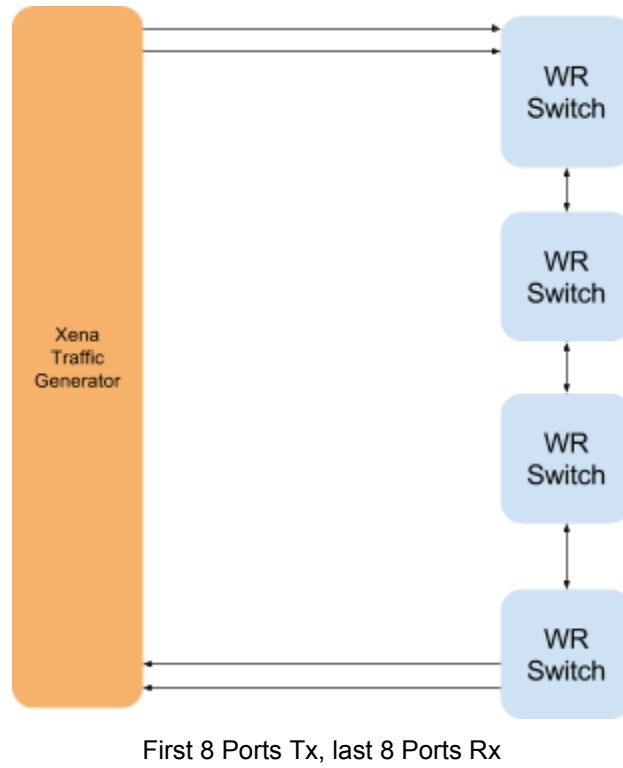 WR
Switch
WR
Switch
Xena
Traffic
Generator
WR
Switch
WR
Switch
First 8 Ports Tx, last 8 Ports Rx